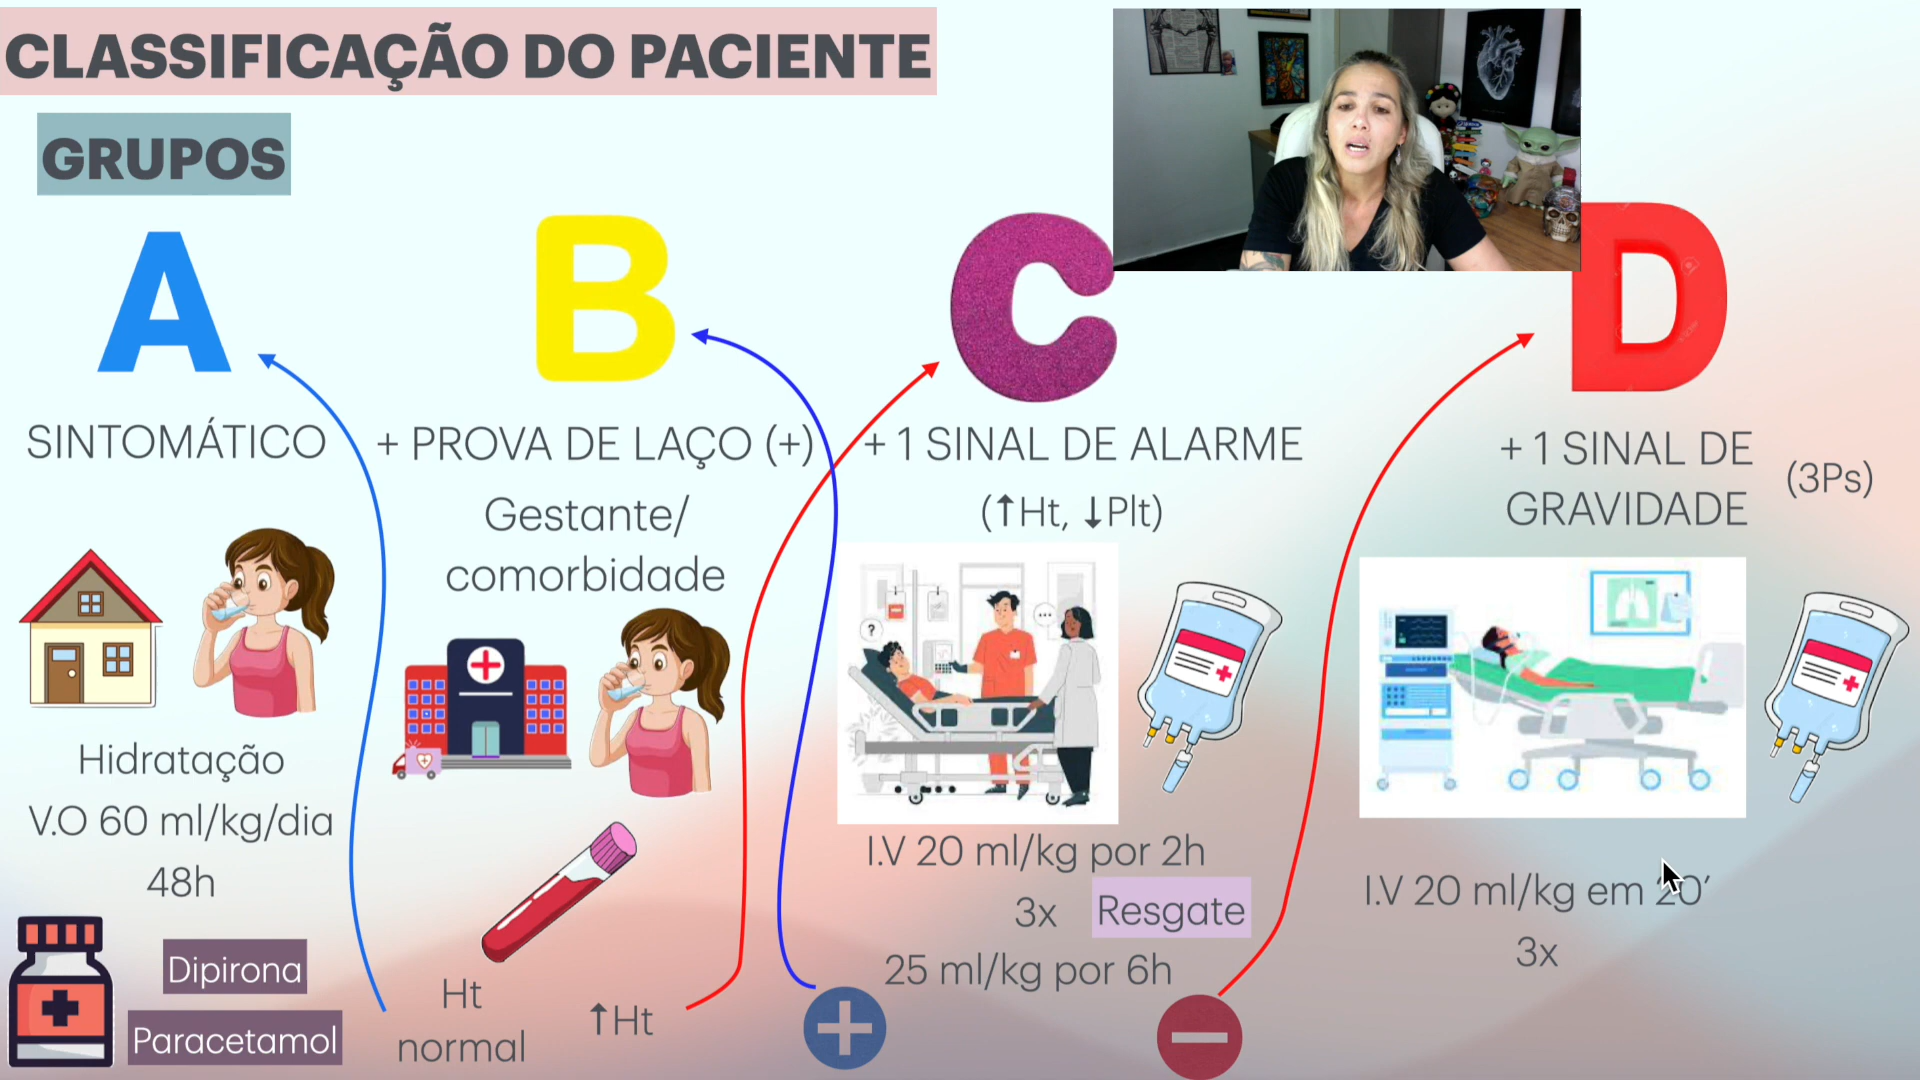 CLASSIFICAÇÃO DO PACIENTE
GRUPOS
A
SINTOMÁTICO
Hidratação
V.O 60 ml/kg/dia
48h
Dipirona
Paracetamol
B
+ PROVA DE LAÇO (+)
Gestante/
comorbidade
Ht
normal
↑Ht
C
+ 1 SINAL DE ALARME
(↑Ht, ↓Plt)
?
I.V 20 ml/kg por 2h
3x Resgate
25 ml/kg por 6h
D
+ 1 SINAL DE
GRAVIDADE
(3Ps)
I.V 20 ml/kg em 20'
3x